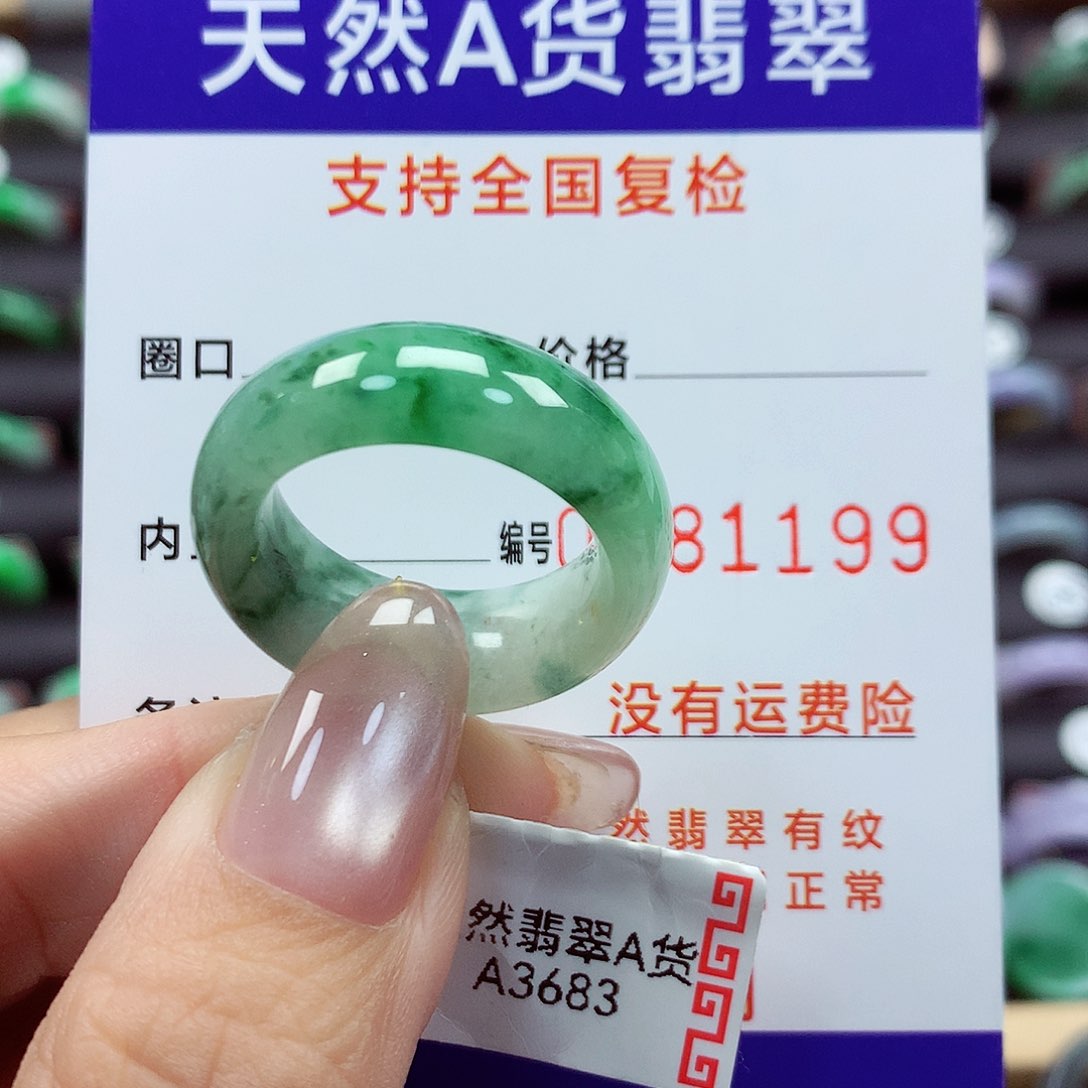 天然A货翡翠
支持全国复检
圈口 价格
内 编号 81199
没有运费险
然翡翠有纹
正常
然翡翠A货
A3683